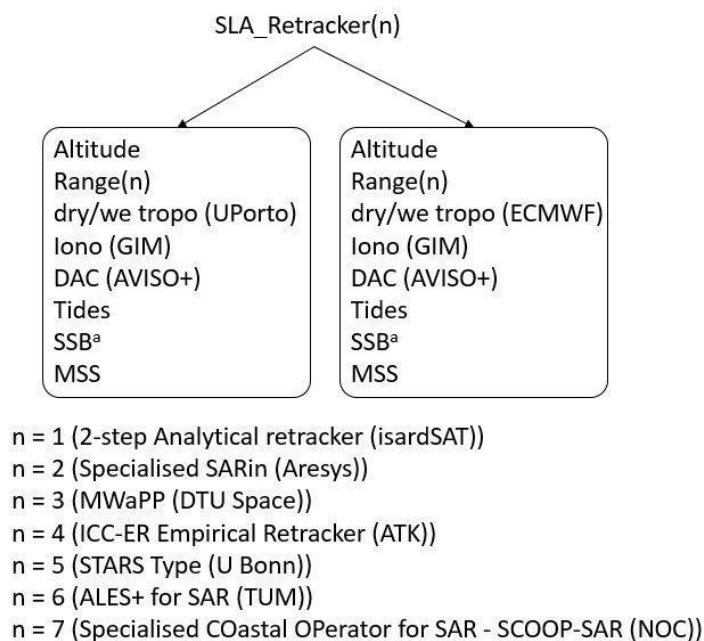 SLA_Retracker(n)
Altitude
Range(n)
dry/we tropo (UPorto)
Iono (GIM)
DAC (AVISO+)
Tides
SSBᵃ
MSS
Altitude
Range(n)
dry/we tropo (ECMWF)
Iono (GIM)
DAC (AVISO+)
Tides
SSBᵃ
MSS
n = 1 (2-step Analytical retracker (isardSAT))
n = 2 (Specialised SARin (Aresys))
n = 3 (MWaPP (DTU Space))
n = 4 (ICC-ER Empirical Retracker (ATK))
n = 5 (STARS Type (U Bonn))
n = 6 (ALES+ for SAR (TUM))
n = 7 (Specialised COastal OPerator for SAR - SCOOP-SAR (NOC))